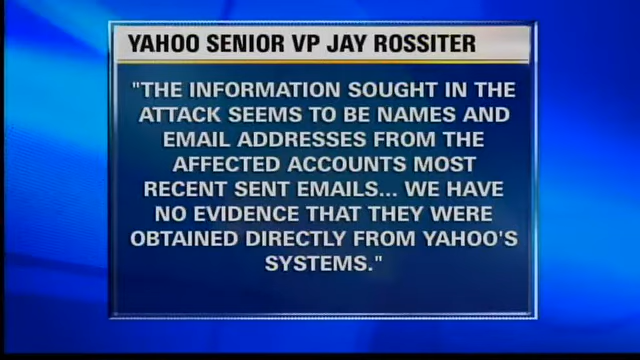 YAHOO SENIOR VP JAY ROSSITER
"THE INFORMATION SOUGHT IN THE
ATTACK SEEMS TO BE NAMES AND
EMAIL ADDRESSES FROM THE
AFFECTED ACCOUNTS MOST
RECENT SENT EMAILS... WE HAVE
NO EVIDENCE THAT THEY WERE
OBTAINED DIRECTLY FROM YAHOO'S
SYSTEMS."